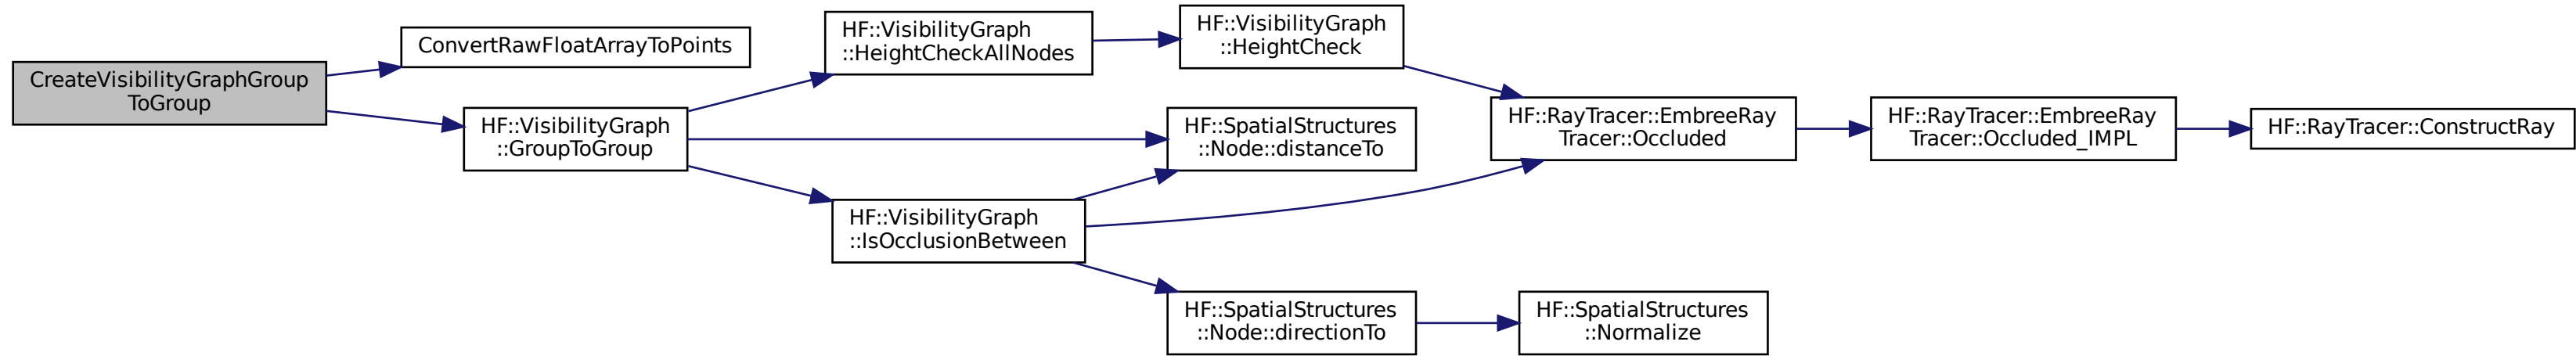 CreateVisibilityGraphGroup
ToGroup
ConvertRawFloatArrayToPoints
HF::VisibilityGraph
::GroupToGroup
HF::VisibilityGraph
::HeightCheckAllNodes
HF::VisibilityGraph
::HeightCheck
HF::SpatialStructures
::Node::distanceTo
HF::VisibilityGraph
::IsOcclusionBetween
HF::SpatialStructures
::Node::directionTo
HF::SpatialStructures
::Normalize
HF::RayTracer::EmbreeRay
Tracer::Occluded
HF::RayTracer::EmbreeRay
Tracer::Occluded_IMPL
HF::RayTracer::ConstructRay